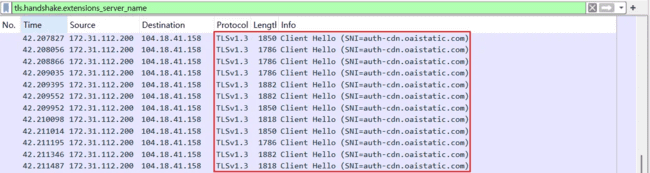 tls.handshake.extensions_server_name
No. Time Source Destination Protocol Lengtl Info
42.207827 172.31.112.200 104.18.41.158 TLSv1.3 1850 Client Hello (SNI=auth-cdn.oaistatic.com)
42.208056 172.31.112.200 104.18.41.158 TLSv1.3 1786 Client Hello (SNI=auth-cdn.oaistatic.com)
42.208866 172.31.112.200 104.18.41.158 TLSv1.3 1786 Client Hello (SNI=auth-cdn.oaistatic.com)
42.209035 172.31.112.200 104.18.41.158 TLSv1.3 1786 Client Hello (SNI=auth-cdn.oaistatic.com)
42.209395 172.31.112.200 104.18.41.158 TLSv1.3 1882 Client Hello (SNI=auth-cdn.oaistatic.com)
42.209552 172.31.112.200 104.18.41.158 TLSv1.3 1882 Client Hello (SNI=auth-cdn.oaistatic.com)
42.209952 172.31.112.200 104.18.41.158 TLSv1.3 1850 Client Hello (SNI=auth-cdn.oaistatic.com)
42.210098 172.31.112.200 104.18.41.158 TLSv1.3 1818 Client Hello (SNI=auth-cdn.oaistatic.com)
42.211014 172.31.112.200 104.18.41.158 TLSv1.3 1850 Client Hello (SNI=auth-cdn.oaistatic.com)
42.211195 172.31.112.200 104.18.41.158 TLSv1.3 1786 Client Hello (SNI=auth-cdn.oaistatic.com)
42.211346 172.31.112.200 104.18.41.158 TLSv1.3 1882 Client Hello (SNI=auth-cdn.oaistatic.com)
42.211487 172.31.112.200 104.18.41.158 TLSv1.3 1818 Client Hello (SNI=auth-cdn.oaistatic.com)